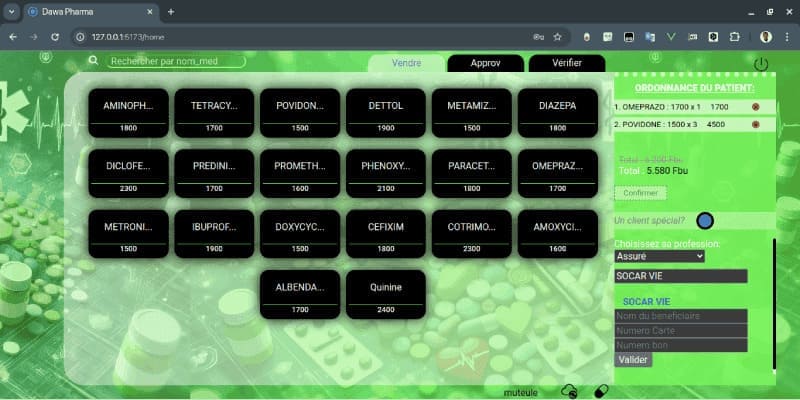 Dawa Pharma
127.0.0.1:5173/home
Rechercher par nom_med
Vendre
Approv
Vérifier
AMINOPH...
1800
TETRACY...
1700
POVIDON...
1500
DETTOL
1900
METAMIZ...
1500
DIAZEPA
1800
DICLOFE...
2300
PREDINI...
1700
PROMETH...
1600
PHENOXY...
2100
PARACET...
1800
OMEPRAZ...
1700
METRONI...
1500
IBUPROF...
1900
DOXYCYC...
1500
CEFIXIM
1800
COTRIMO...
2300
AMOXYCI...
1600
ALBENDA...
1700
Quinine
2400
ORDONNANCE DU PATIENT:
1. OMEPRAZO : 1700 x 1 1700
2. POVIDONE : 1500 x 3 4500
Total : 6.200 Fbu
Total : 5.580 Fbu
Confirmer
Un client spécial?
Choisissez sa profession:
Assuré
SOCAR VIE
SOCAR VIE
Nom du beneficiaire
Numero Carte
Numero bon
Valider
muteule